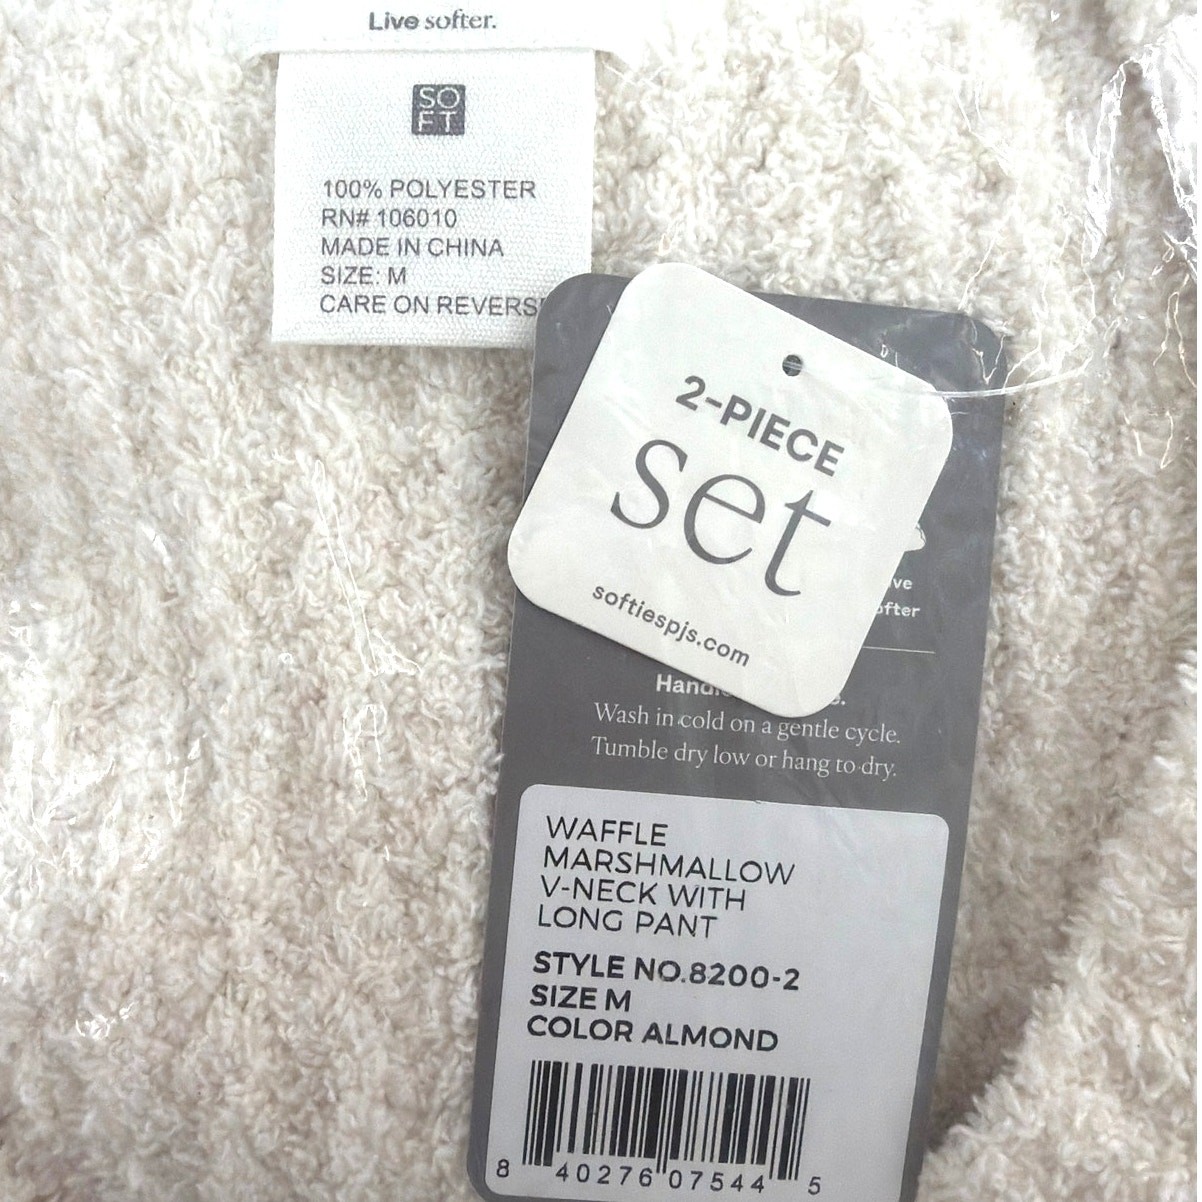 Live softer.
SO
FT
100% POLYESTER
RN# 106010
MADE IN CHINA
SIZE: M
CARE ON
2-PIECE
set
softiespjs.com
Wash in cold on a gentle cycle.
Tumble dry low or hang to dry.
WAFFLE
MARSHMALLOW
V-NECK WITH
LONG PANT
STYLE NO.8200-2
SIZE M
COLOR ALMOND
8 40276 07544 5